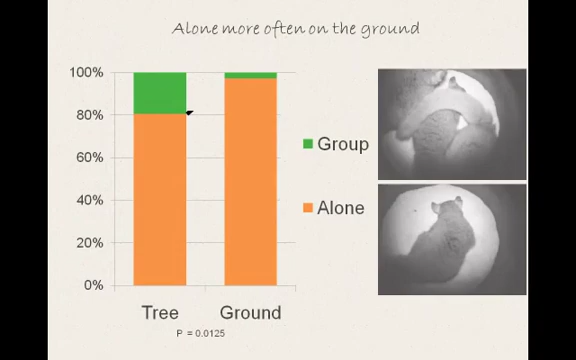 Alone more often on the ground
100%
80%
60%
40%
20%
0%
Group
Alone
Tree
Ground
P = 0.0125